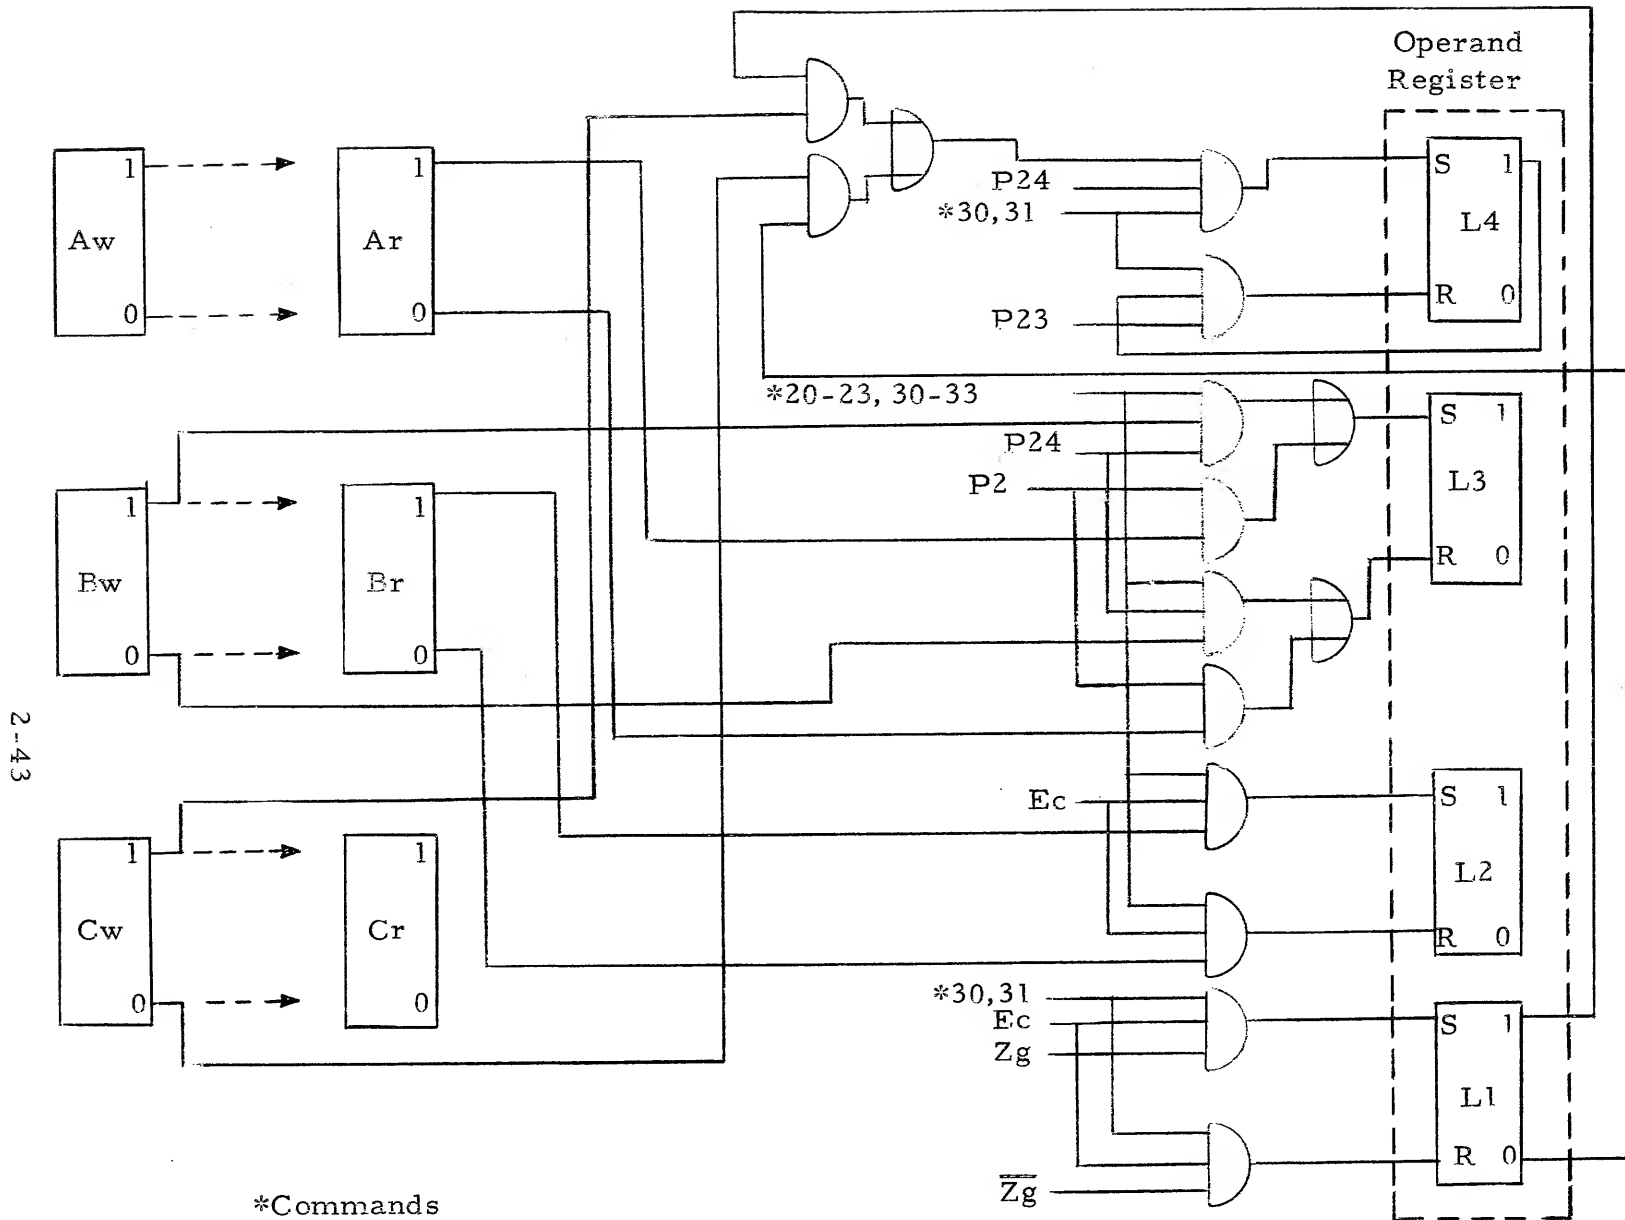 Operand
Register
Aw
1
0
Ar
1
0
P24
*30,31
P23
S 1
L4
R 0
*20-23, 30-33
P24
P2
S 1
L3
R 0
Bw
1
0
Br
1
0
Ec
S 1
L2
R 0
Cw
1
0
Cr
1
0
*30,31
Ec
Zg
Z̅g̅
S 1
L1
R 0
2-43
*Commands